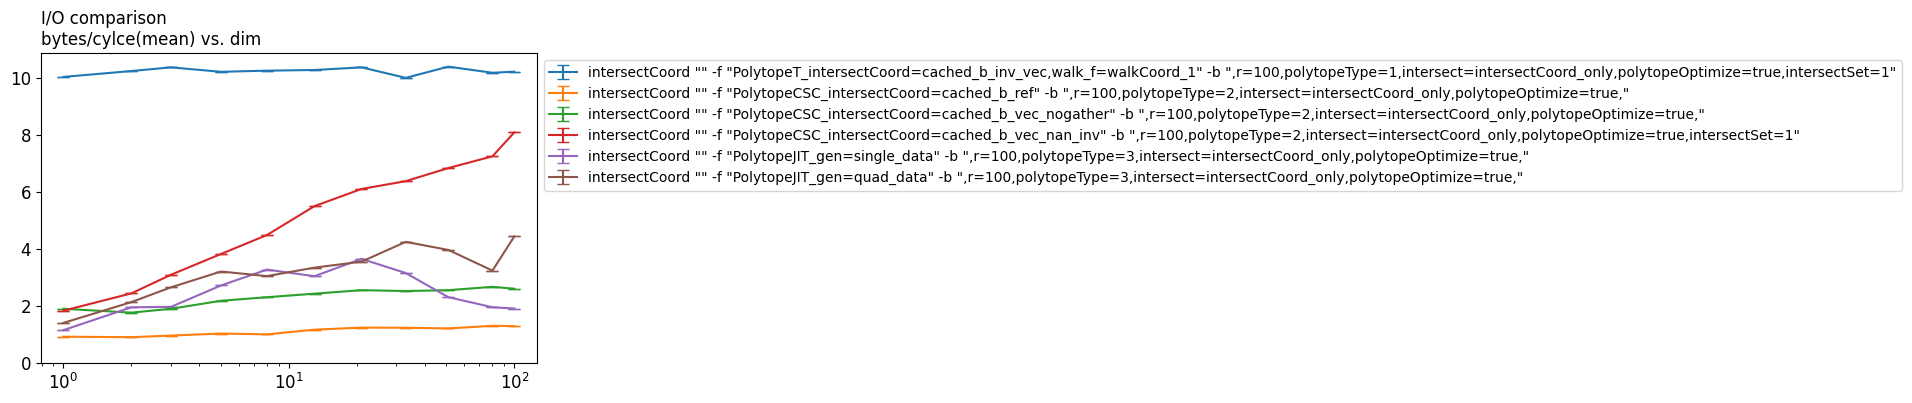 I/O comparison
bytes/cylce(mean) vs. dim
10
8
6
4
2
0
10⁰
10¹
10²
intersectCoord "" -f "PolytopeT_intersectCoord=cached_b_inv_vec,walk_f=walkCoord_1" -b ",r=100,polytopeType=1,intersect=intersectCoord_only,polytopeOptimize=true,intersectSet=1"
intersectCoord "" -f "PolytopeCSC_intersectCoord=cached_b_ref" -b ",r=100,polytopeType=2,intersect=intersectCoord_only,polytopeOptimize=true,"
intersectCoord "" -f "PolytopeCSC_intersectCoord=cached_b_vec_nogather" -b ",r=100,polytopeType=2,intersect=intersectCoord_only,polytopeOptimize=true,"
intersectCoord "" -f "PolytopeCSC_intersectCoord=cached_b_vec_nan_inv" -b ",r=100,polytopeType=2,intersect=intersectCoord_only,polytopeOptimize=true,intersectSet=1"
intersectCoord "" -f "PolytopeJIT_gen=single_data" -b ",r=100,polytopeType=3,intersect=intersectCoord_only,polytopeOptimize=true,"
intersectCoord "" -f "PolytopeJIT_gen=quad_data" -b ",r=100,polytopeType=3,intersect=intersectCoord_only,polytopeOptimize=true,"